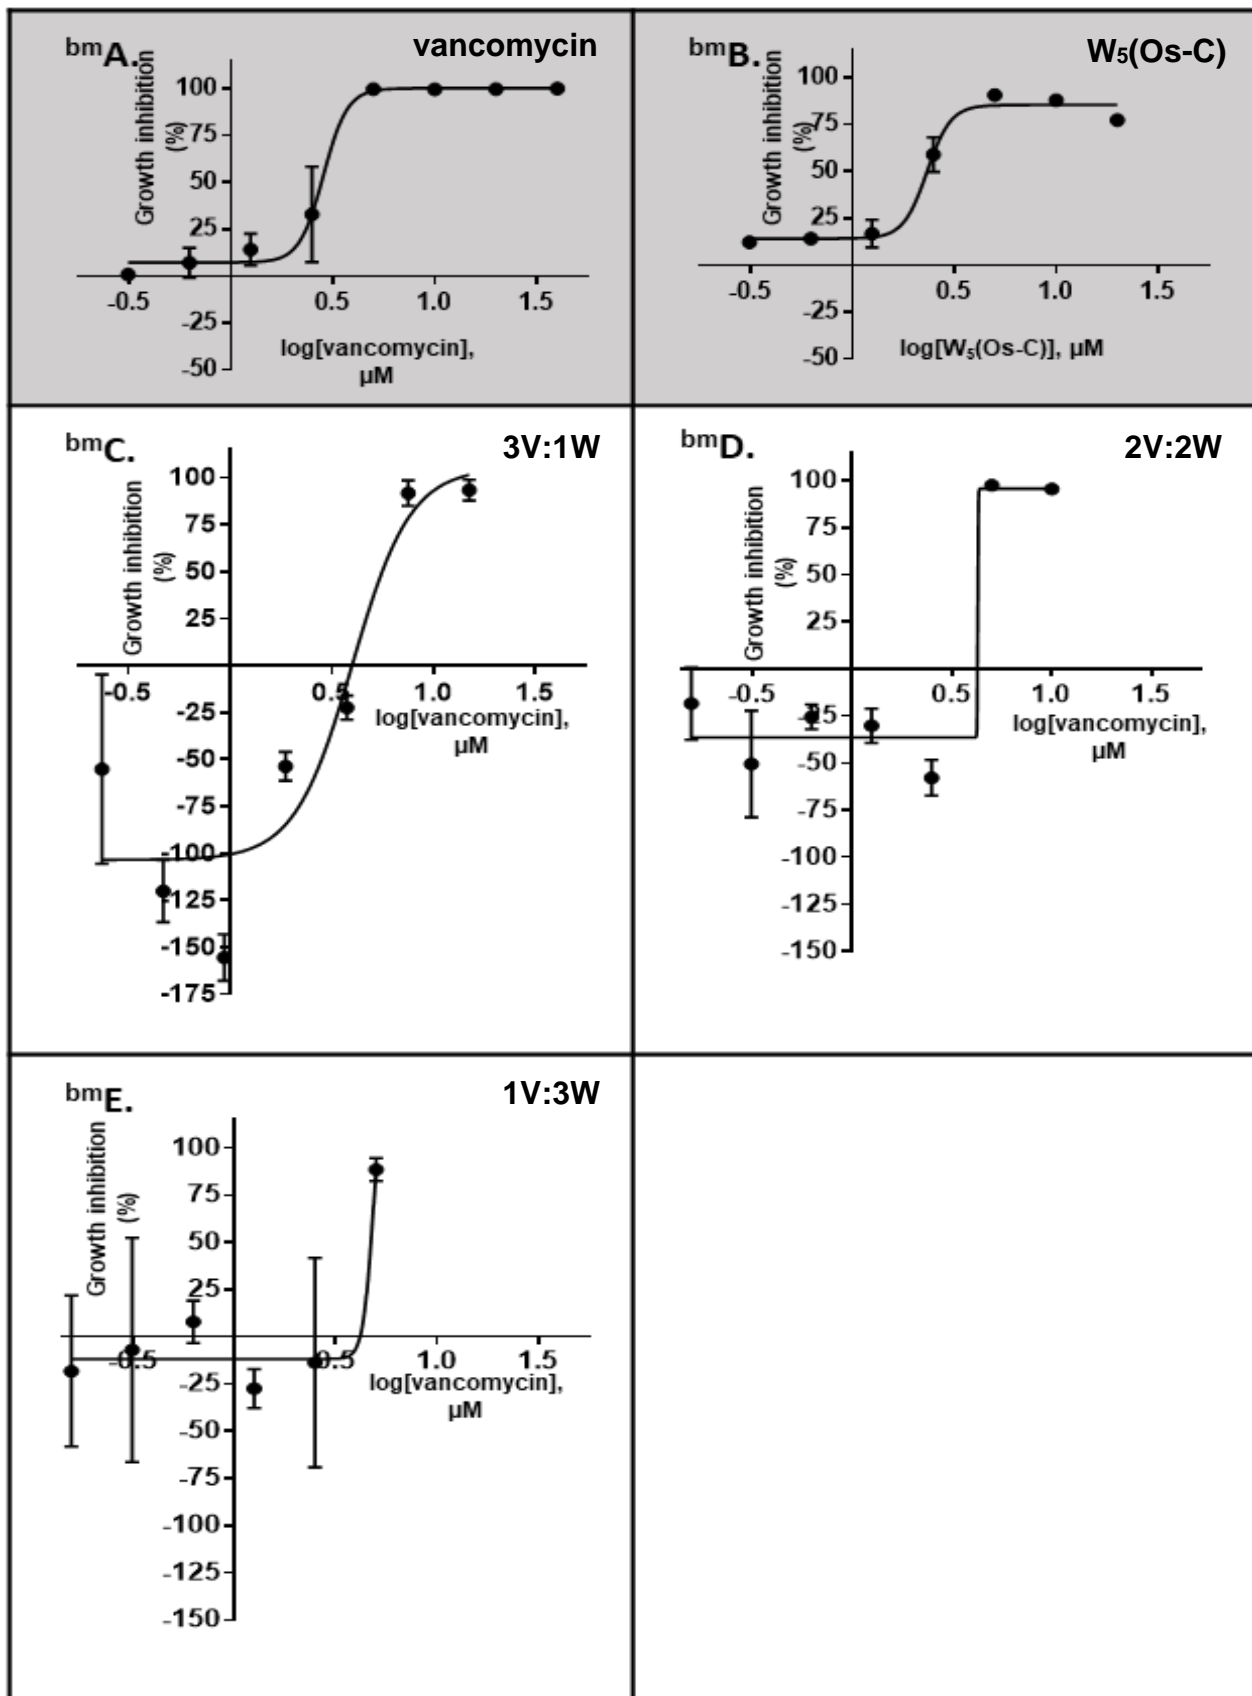 bmA. vancomycin
Growth inhibition
(%)
100
75
50
25
-25
-50
-0.5 0.5 1.0 1.5
log[vancomycin],
µM
bmB. W₅(Os-C)
Growth inhibition
(%)
100
75
50
25
-25
-50
-0.5 0.5 1.0 1.5
log[W₅(Os-C)], µM
bmC. 3V:1W
Growth inhibition
(%)
100
75
50
25
-25
-50
-75
-100
-125
-150
-175
-0.5 0.5 1.0 1.5
log[vancomycin],
µM
bmD. 2V:2W
Growth inhibition
(%)
100
75
50
25
-25
-50
-75
-100
-125
-150
-0.5 0.5 1.0 1.5
log[vancomycin],
µM
bmE. 1V:3W
Growth inhibition
(%)
100
75
50
25
-25
-50
-75
-100
-125
-150
-0.5 0.5 1.0 1.5
log[vancomycin],
µM